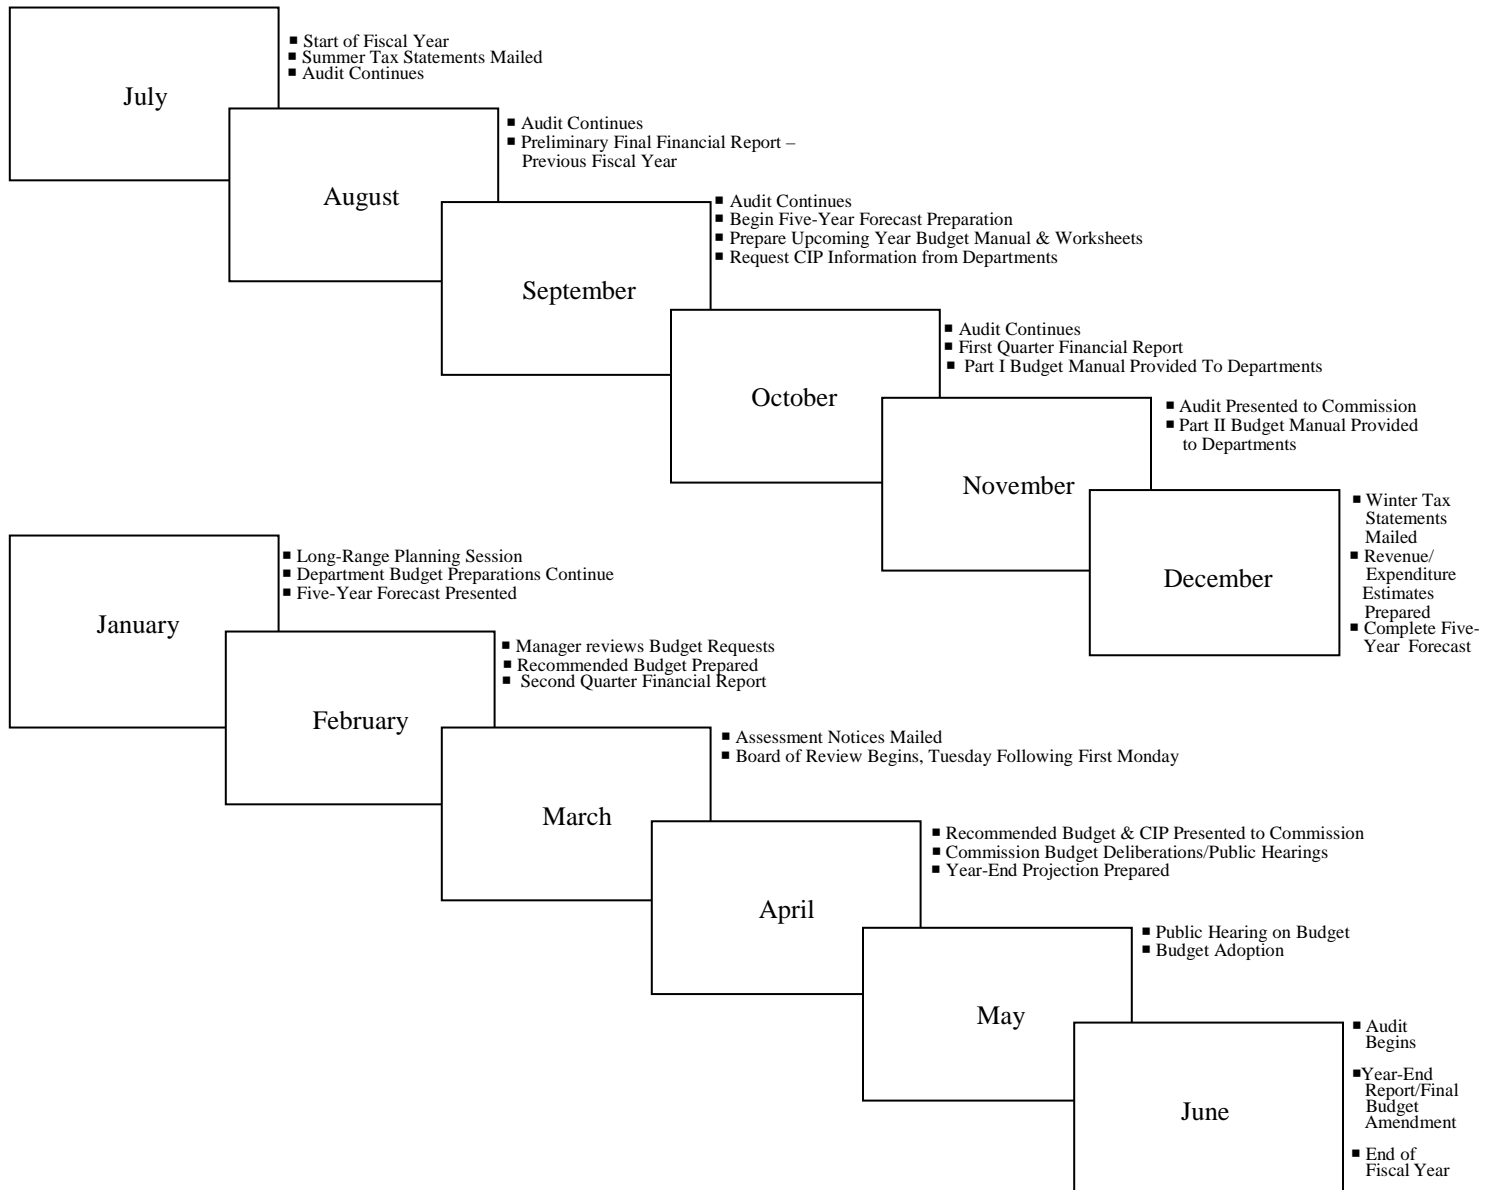 July
■ Start of Fiscal Year
■ Summer Tax Statements Mailed
■ Audit Continues
August
■ Audit Continues
■ Preliminary Final Financial Report –
Previous Fiscal Year
September
■ Audit Continues
■ Begin Five-Year Forecast Preparation
■ Prepare Upcoming Year Budget Manual & Worksheets
■ Request CIP Information from Departments
October
■ Audit Continues
■ First Quarter Financial Report
■ Part I Budget Manual Provided To Departments
November
■ Audit Presented to Commission
■ Part II Budget Manual Provided
to Departments
December
■ Winter Tax
Statements
Mailed
■ Revenue/
Expenditure
Estimates
Prepared
■ Complete Five-
Year Forecast
January
■ Long-Range Planning Session
■ Department Budget Preparations Continue
■ Five-Year Forecast Presented
February
■ Manager reviews Budget Requests
■ Recommended Budget Prepared
■ Second Quarter Financial Report
March
■ Assessment Notices Mailed
■ Board of Review Begins, Tuesday Following First Monday
April
■ Recommended Budget & CIP Presented to Commission
■ Commission Budget Deliberations/Public Hearings
■ Year-End Projection Prepared
May
■ Public Hearing on Budget
■ Budget Adoption
June
■ Audit
Begins
■Year-End
Report/Final
Budget
Amendment
■ End of
Fiscal Year